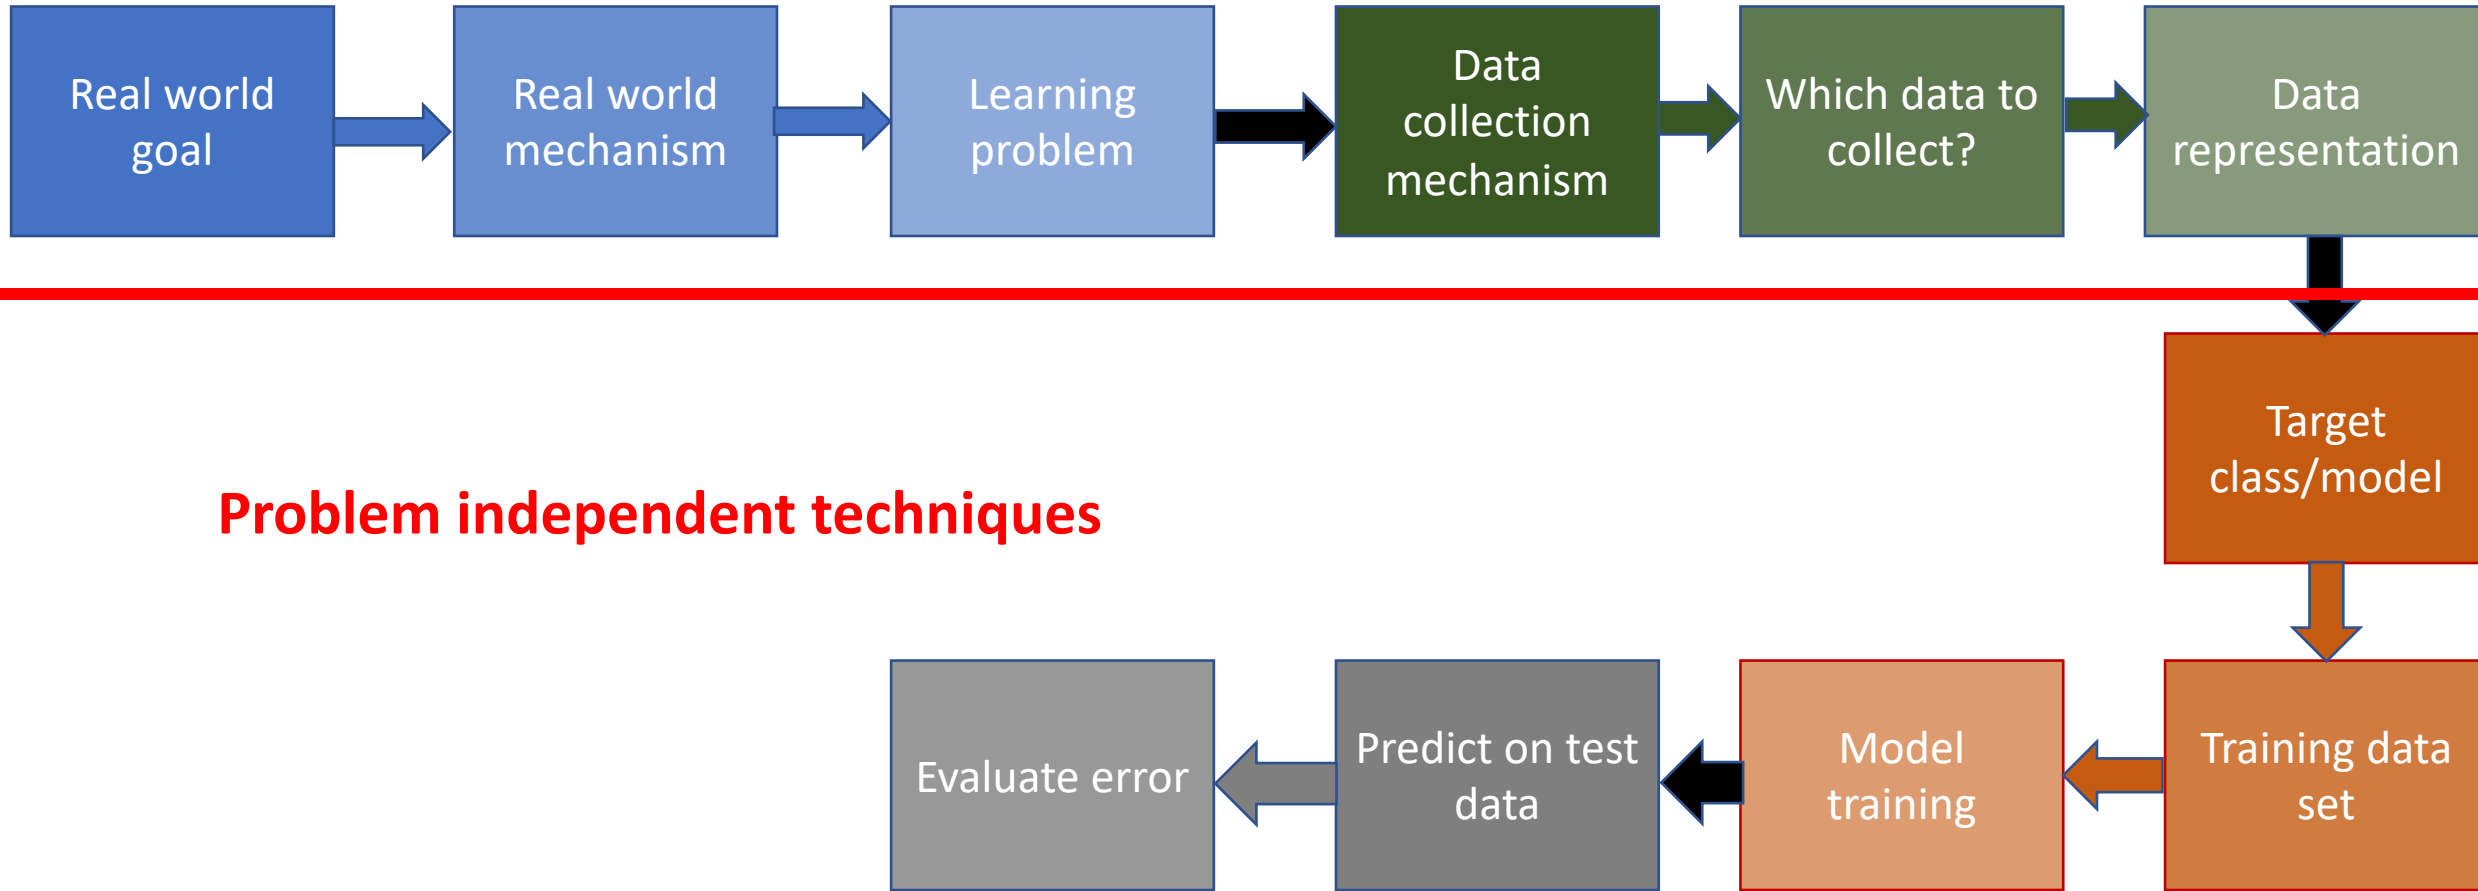 Real world
goal
Real world
mechanism
Learning
problem
Data
collection
mechanism
Which data to
collect?
Data
representation
Target
class/model
Problem independent techniques
Evaluate error
Predict on test
data
Model
training
Training data
set